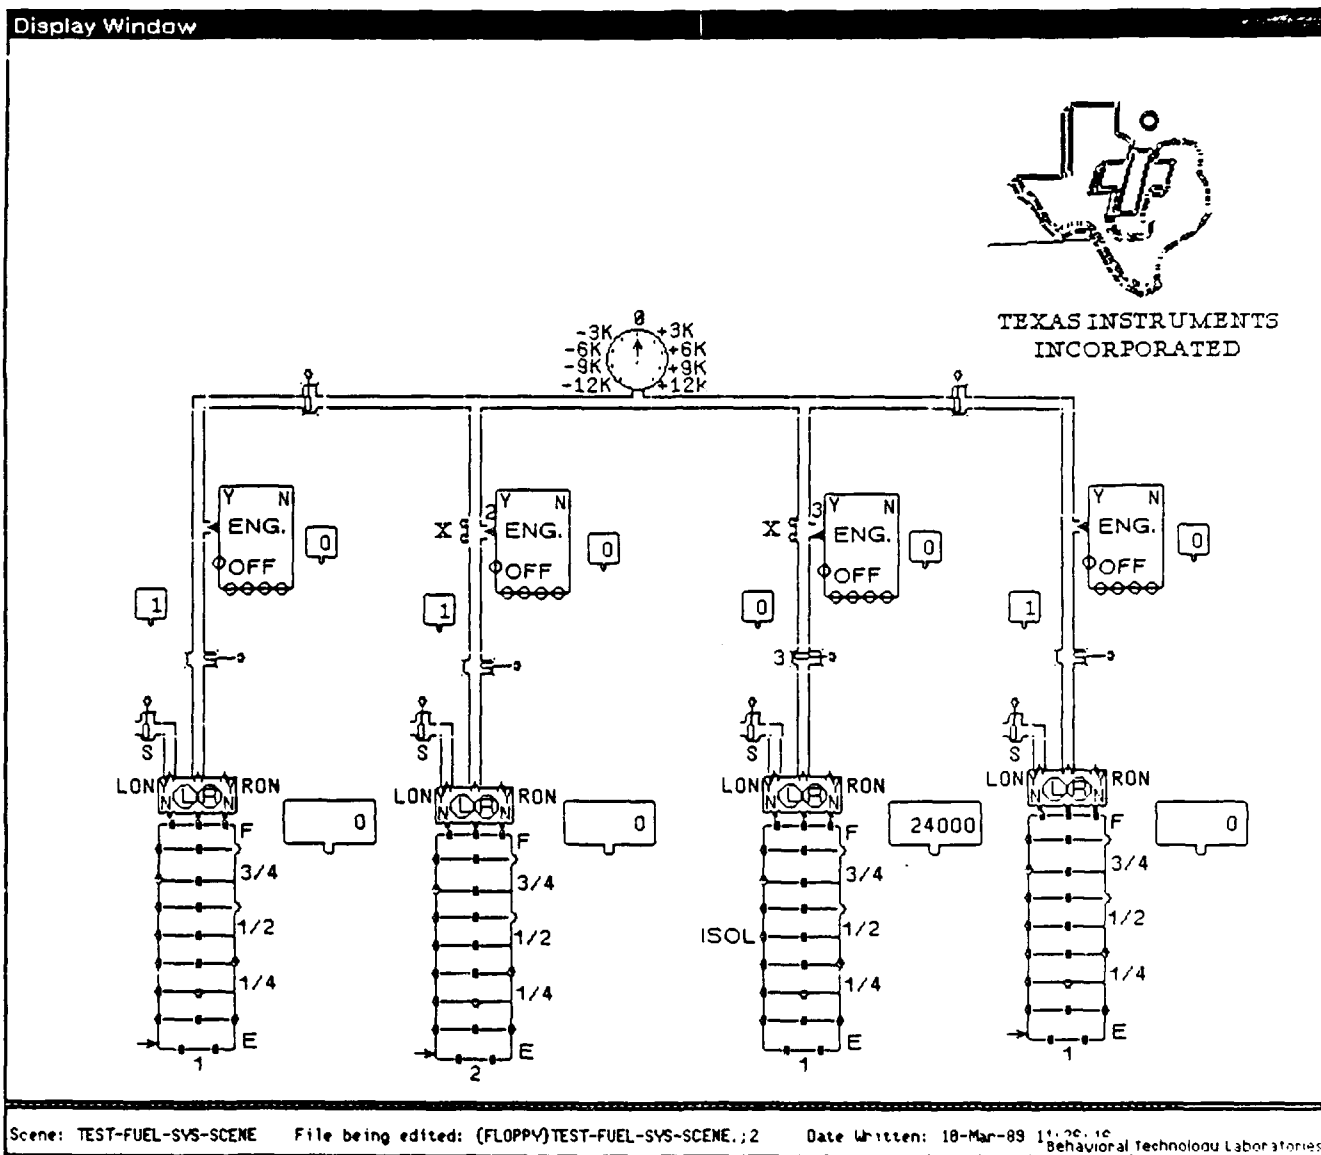 Display Window
TEXAS INSTRUMENTS
INCORPORATED
0
-3K +3K
-6K +6K
-9K +9K
-12K +12K
Y N
ENG.
OFF
0
X
2
Y N
ENG.
OFF
0
X
3
Y N
ENG.
OFF
0
Y N
ENG.
OFF
0
1
1
0
1
3
S
S
S
S
LON N L R N RON
LON N L R N RON
LON N L R N RON
LON N L R N RON
0
0
24000
0
F
3/4
1/2
1/4
E
1
F
3/4
1/2
1/4
E
2
F
3/4
ISOL
1/2
1/4
E
1
F
3/4
1/2
1/4
E
1
Scene: TEST-FUEL-SYS-SCENE File being edited: {FLOPPY}TEST-FUEL-SYS-SCENE.;2 Date Written: 10-Mar-89
Behavioral Technology Laboratories